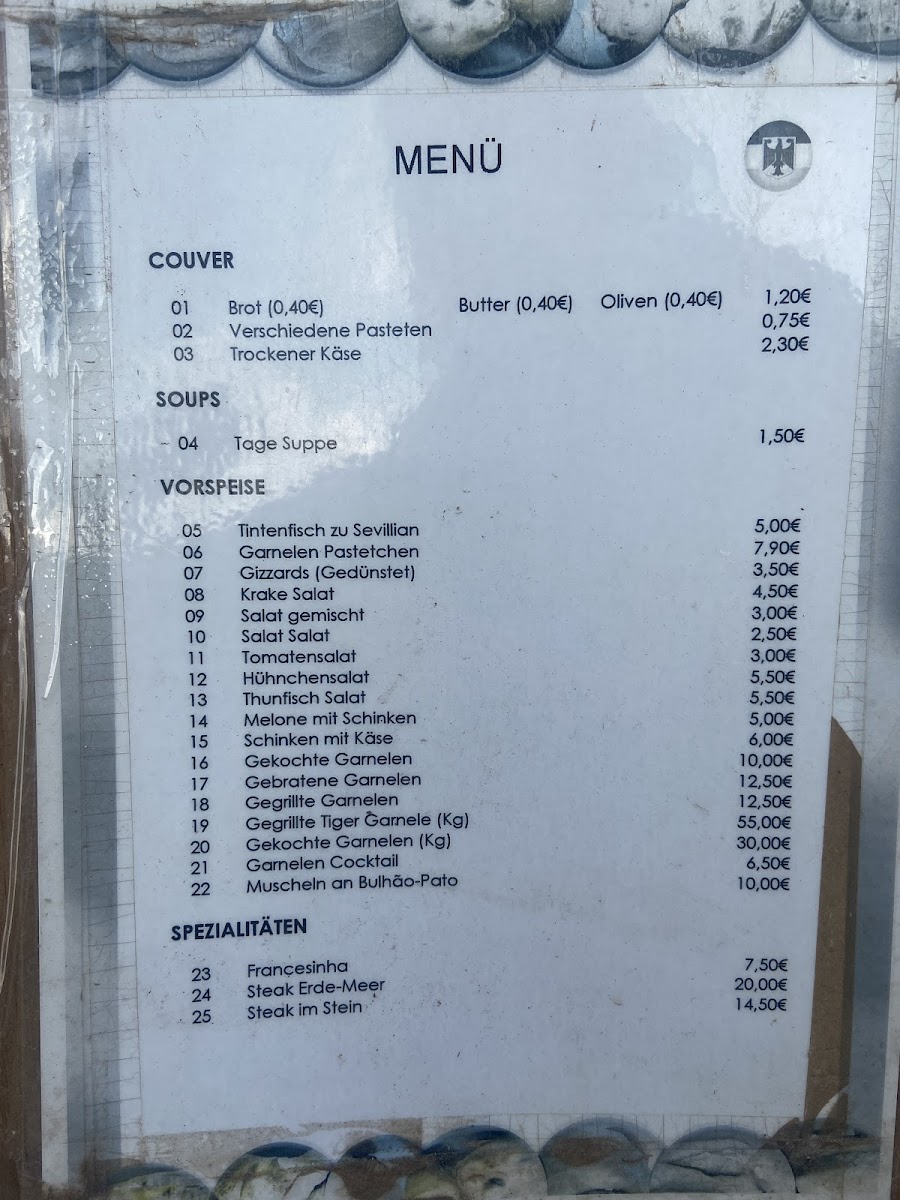 MENÜ
COUVER
01 Brot (0,40€) Butter (0,40€) Oliven (0,40€) 1,20€
02 Verschiedene Pasteten 0,75€
03 Trockener Käse 2,30€
SOUPS
04 Tage Suppe 1,50€
VORSPEISE
05 Tintenfisch zu Sevillian 5,00€
06 Garnelen Pastetchen 7,90€
07 Gizzards (Gedünstet) 3,50€
08 Krake Salat 4,50€
09 Salat gemischt 3,00€
10 Salat Salat 2,50€
11 Tomatensalat 3,00€
12 Hühnchensalat 5,50€
13 Thunfisch Salat 5,50€
14 Melone mit Schinken 5,00€
15 Schinken mit Käse 6,00€
16 Gekochte Garnelen 10,00€
17 Gebratene Garnelen 12,50€
18 Gegrillte Garnelen 12,50€
19 Gegrillte Tiger Garnele (Kg) 55,00€
20 Gekochte Garnelen (Kg) 30,00€
21 Garnelen Cocktail 6,50€
22 Muscheln an Bulhão-Pato 10,00€
SPEZIALITÄTEN
23 Francesinha 7,50€
24 Steak Erde-Meer 20,00€
25 Steak im Stein 14,50€